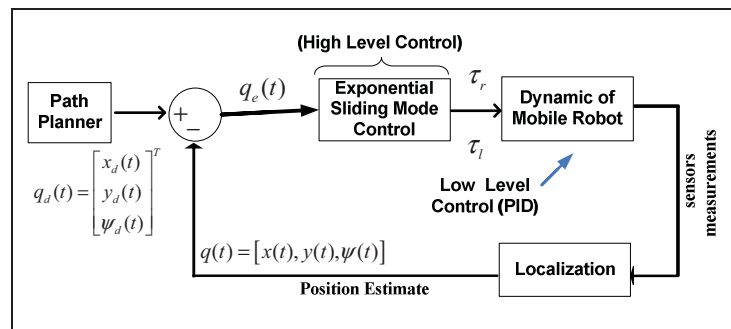 (High Level Control)
Path
Planner
+
−
q_e(t)
Exponential
Sliding Mode
Control
τ_r
τ_l
Dynamic of
Mobile Robot
q_d(t) = [x_d(t)
y_d(t)
ψ_d(t)]^T
Low Level
Control (PID)
sensors
measurements
q(t) = [x(t), y(t), ψ(t)]
Position Estimate
Localization